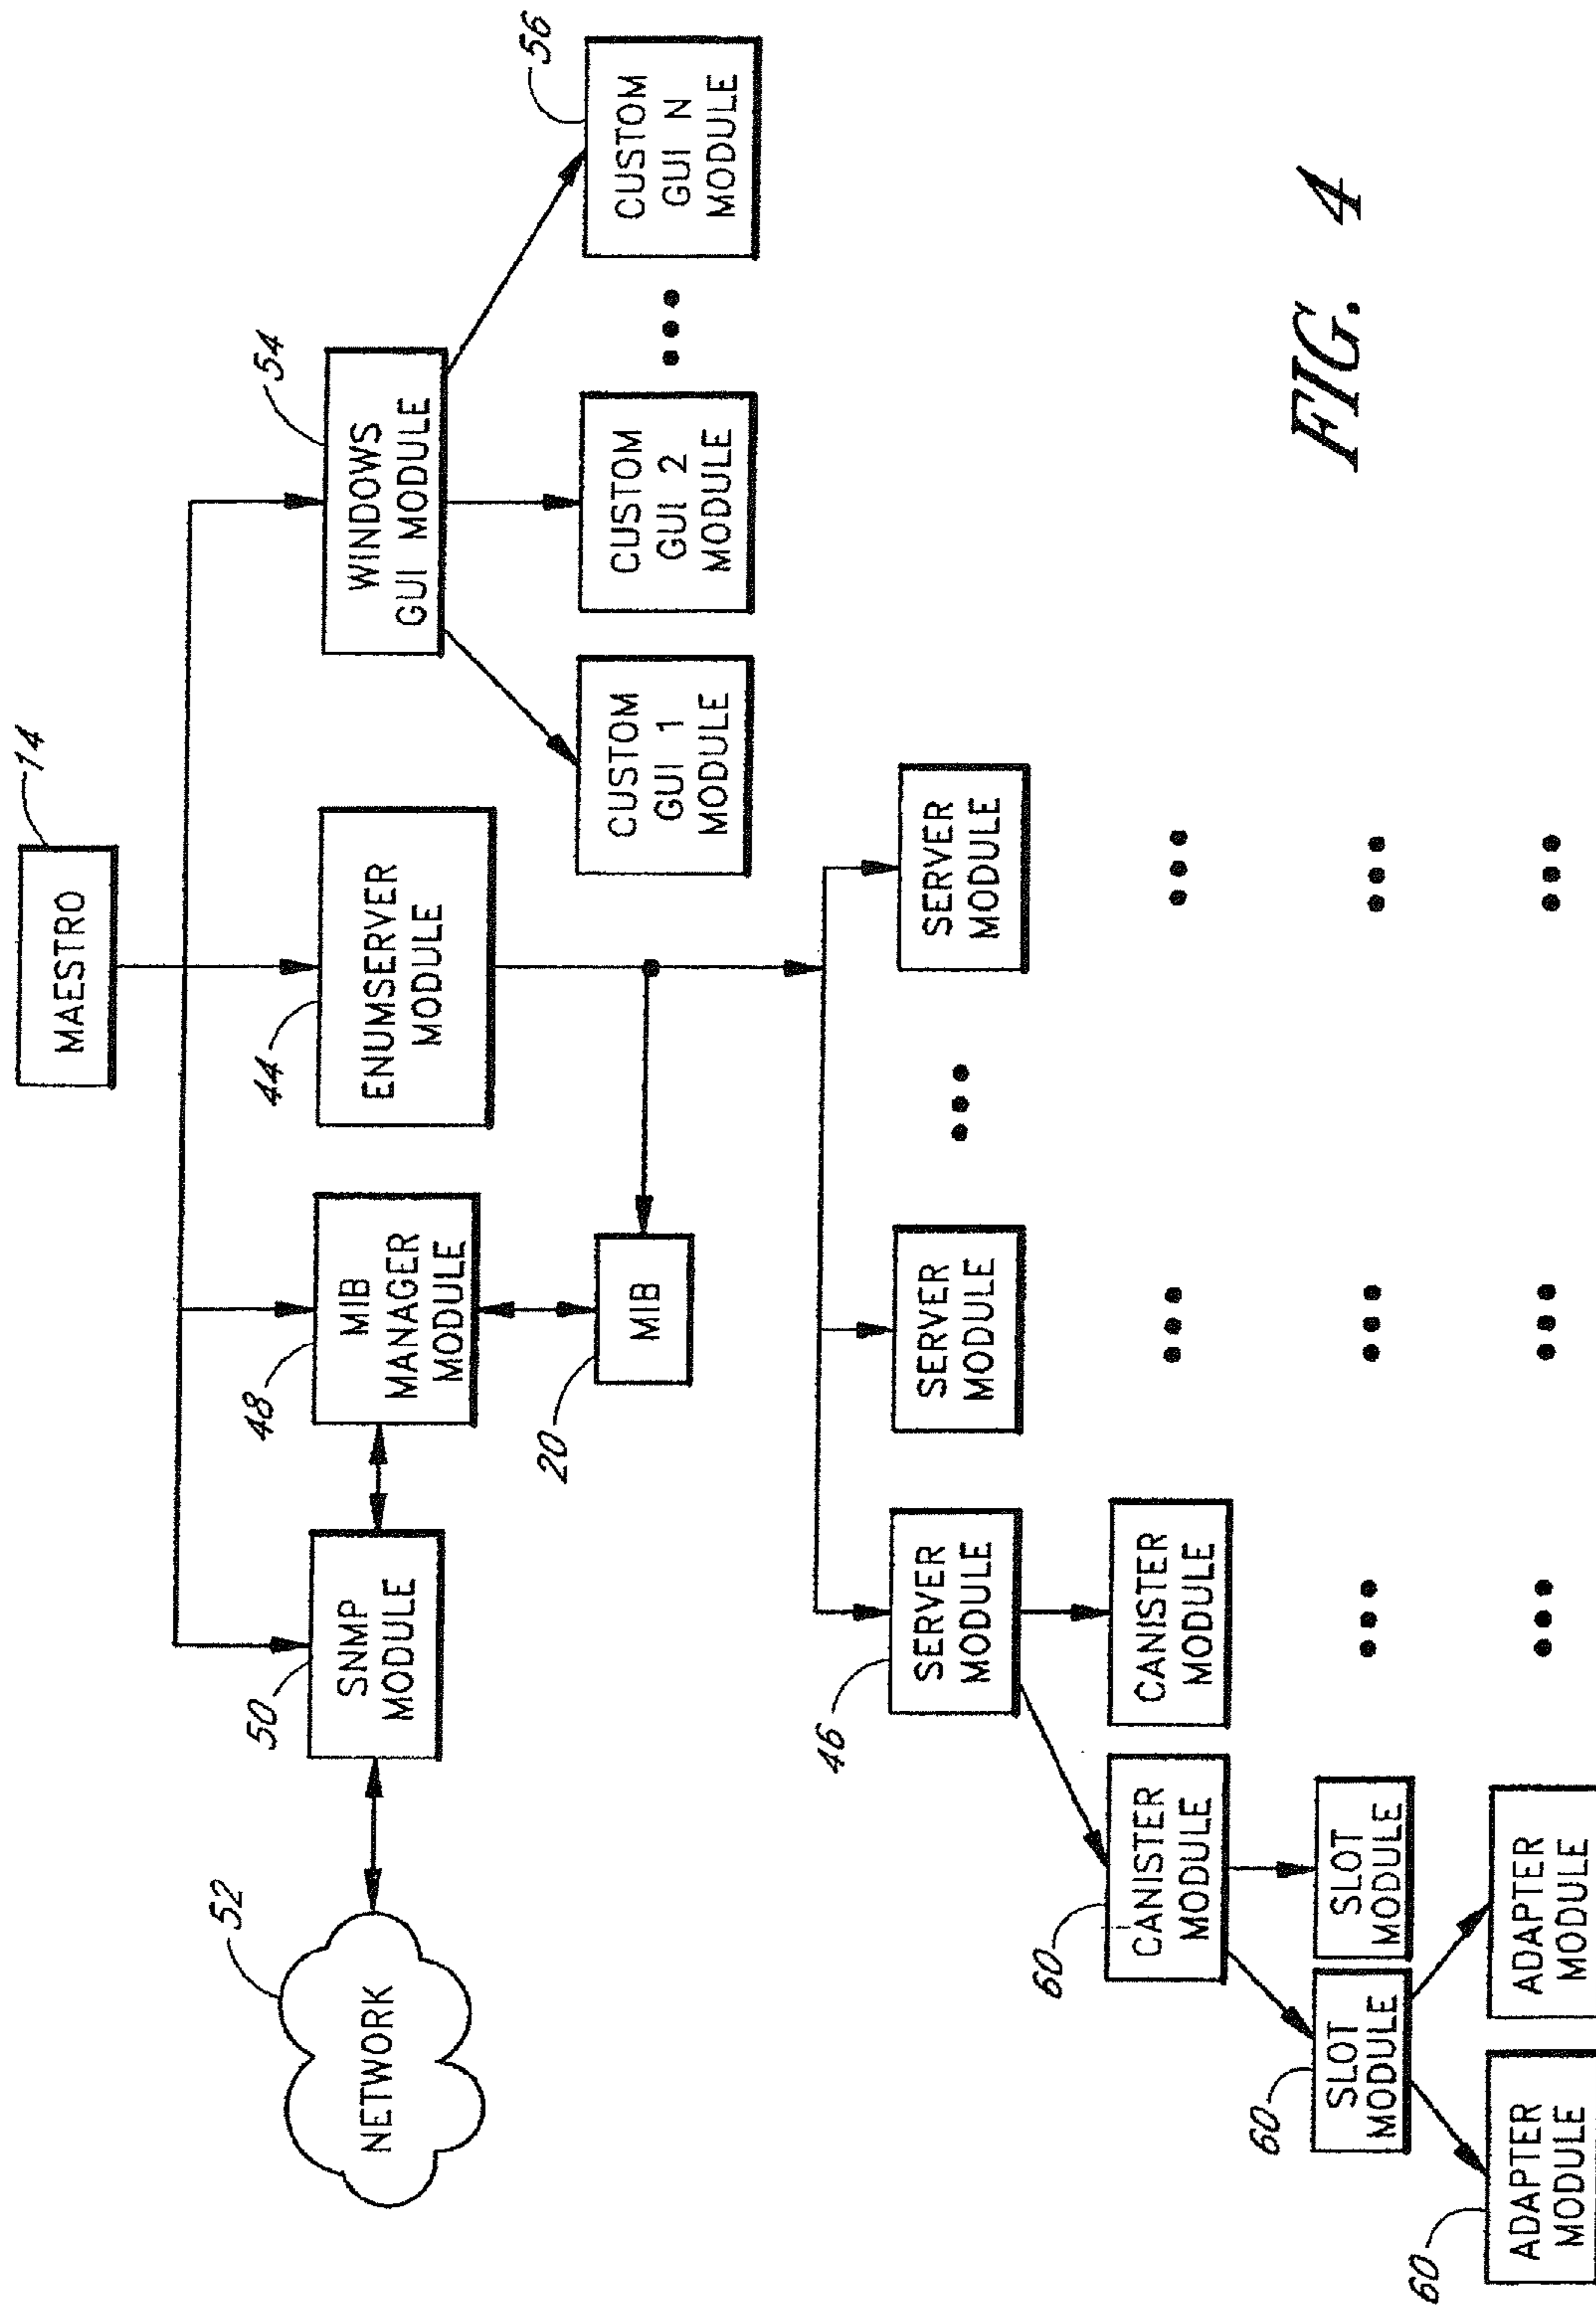 MAESTRO
14
SNMP
MODULE
50
MIB
MANAGER
MODULE
48
ENUMSERVER
MODULE
44
WINDOWS
GUI MODULE
54
NETWORK
52
MIB
20
CUSTOM
GUI 1
MODULE
CUSTOM
GUI 2
MODULE
CUSTOM
GUI N
MODULE
56
SERVER
MODULE
46
SERVER
MODULE
SERVER
MODULE
CANISTER
MODULE
60
CANISTER
MODULE
SLOT
MODULE
60
SLOT
MODULE
ADAPTER
MODULE
60
ADAPTER
MODULE
FIG. 4